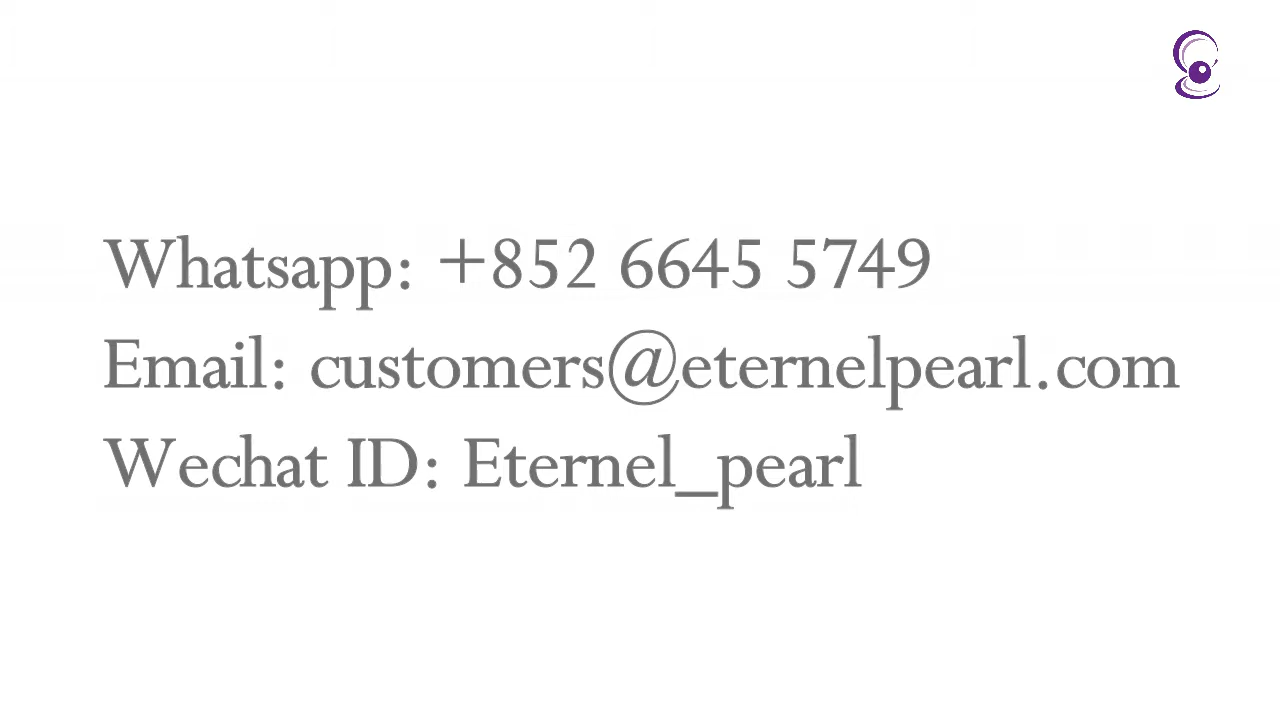 Whatsapp: +852 6645 5749
Email: customers@eternelpearl.com
Wechat ID: Eternel_pearl